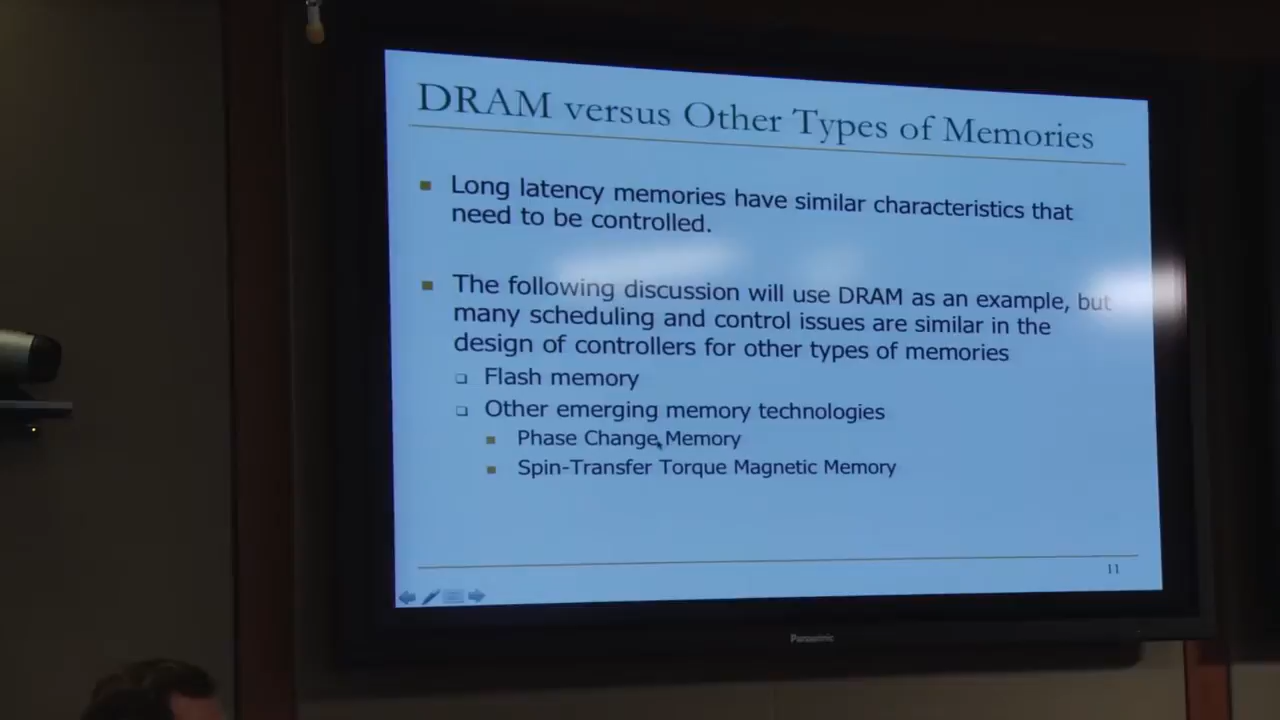 DRAM versus Other Types of Memories
Long latency memories have similar characteristics that
need to be controlled.
The following discussion will use DRAM as an example, but
many scheduling and control issues are similar in the
design of controllers for other types of memories
Flash memory
Other emerging memory technologies
Phase Change Memory
Spin-Transfer Torque Magnetic Memory
11
Panasonic